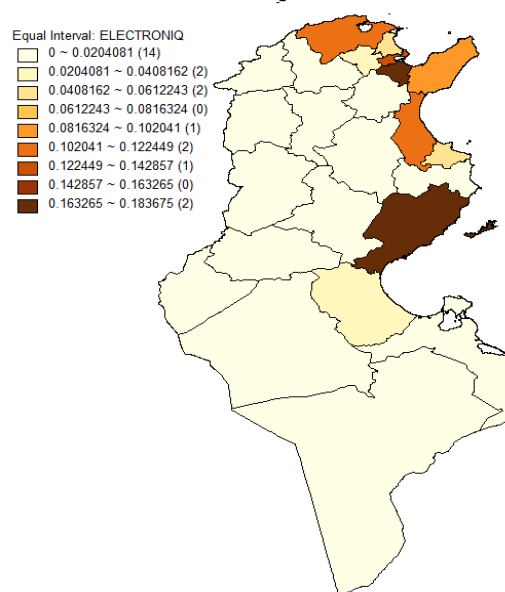 Equal Interval: ELECTRONIQ
0 ~ 0.0204081 (14)
0.0204081 ~ 0.0408162 (2)
0.0408162 ~ 0.0612243 (2)
0.0612243 ~ 0.0816324 (0)
0.0816324 ~ 0.102041 (1)
0.102041 ~ 0.122449 (2)
0.122449 ~ 0.142857 (1)
0.142857 ~ 0.163265 (0)
0.163265 ~ 0.183675 (2)